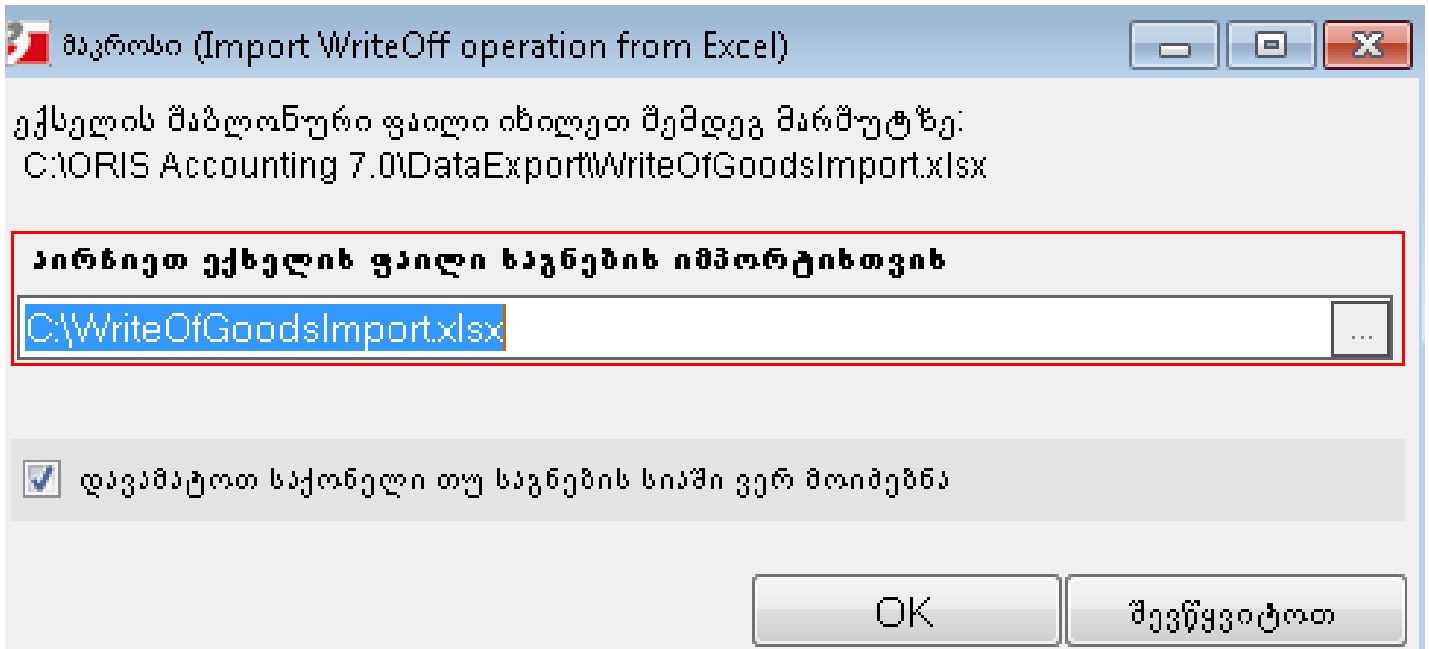 მაკროსი (Import WriteOff operation from Excel)
ექსელის შაბლონური ფაილი იხილეთ შემდეგ მარშუტზე:
C:\ORIS Accounting 7.0\DataExport\WriteOfGoodsImport.xlsx
აირჩიეთ ექსელის ფაილი საგნების იმპორტისთვის
C:\WriteOfGoodsImport.xlsx
...
დავამატოთ საქონელი თუ საგნების სიაში ვერ მოიძებნა
OK
შევწყვიტოთ